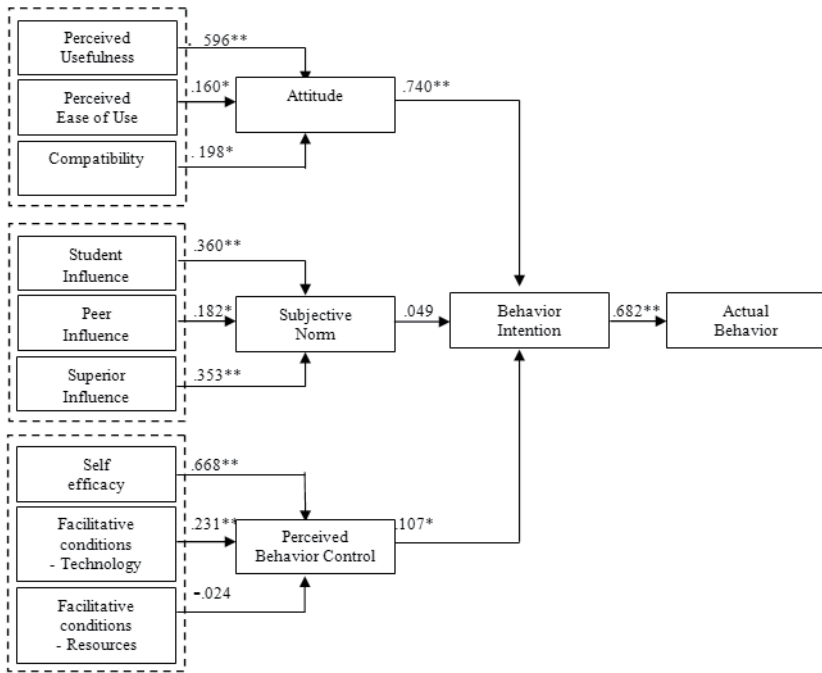 Perceived
Usefulness
. 596**
Perceived
Ease of Use
.160*
Attitude
.740**
Compatibility
. 198*
Student
Influence
.360**
Peer
Influence
.182*
Subjective
Norm
.049
Behavior
Intention
.682**
Actual
Behavior
Superior
Influence
.353**
Self
efficacy
.668**
Facilitative
conditions
- Technology
.231**
Perceived
Behavior Control
.107*
Facilitative
conditions
- Resources
-.024